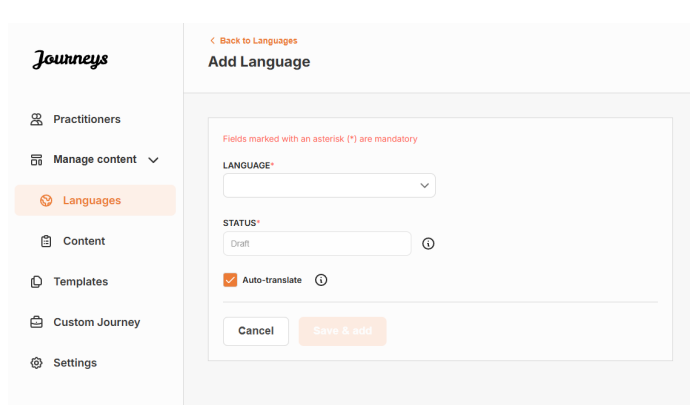 Journeys
Practitioners
Manage content
Languages
Content
Templates
Custom Journey
Settings
< Back to Languages
Add Language
Fields marked with an asterisk (*) are mandatory
LANGUAGE*
STATUS*
Draft
Auto-translate
Cancel
Save & add